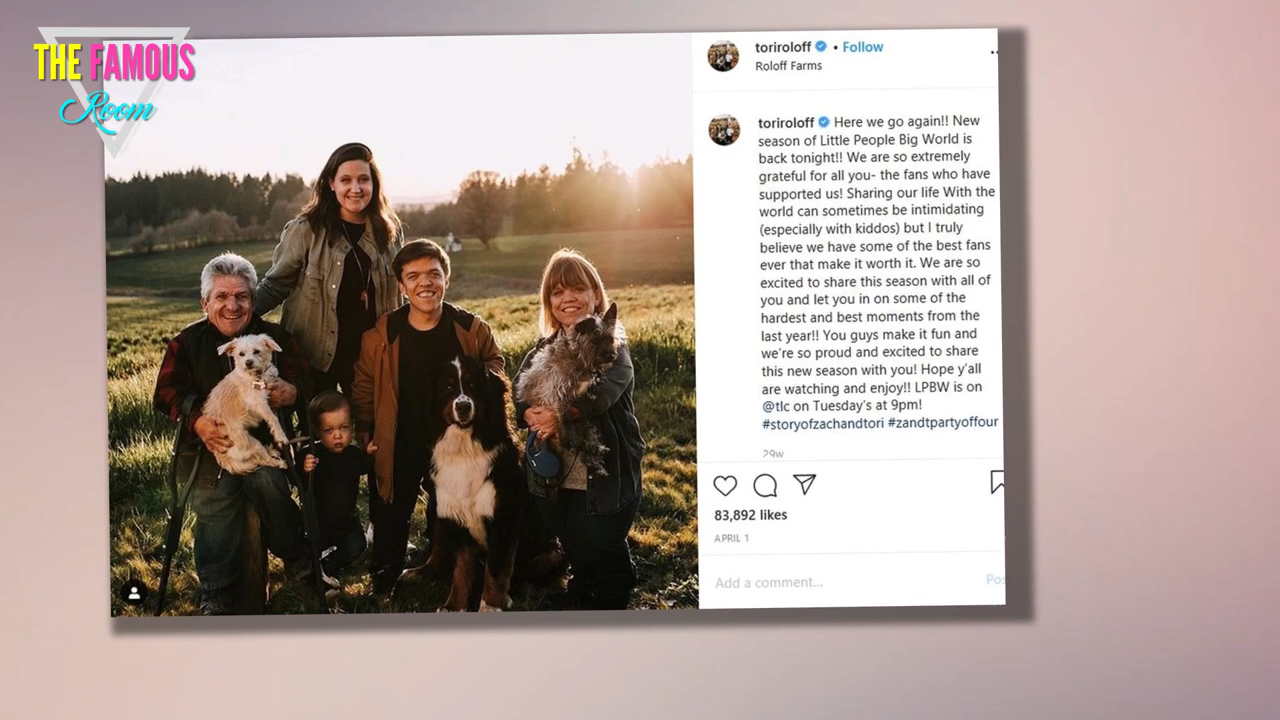 THE FAMOUS
Room
toriroloff • Follow
Roloff Farms
toriroloff Here we go again!! New
season of Little People Big World is
back tonight!! We are so extremely
grateful for all you- the fans who have
supported us! Sharing our life With the
world can sometimes be intimidating
(especially with kiddos) but I truly
believe we have some of the best fans
ever that make it worth it. We are so
excited to share this season with all of
you and let you in on some of the
hardest and best moments from the
last year!! You guys make it fun and
we're so proud and excited to share
this new season with you! Hope y'all
are watching and enjoy!! LPBW is on
@tlc on Tuesday's at 9pm!
#storyofzachandtori #zandtpartyoffour
29w
83,892 likes
APRIL 1
Add a comment...
Pos